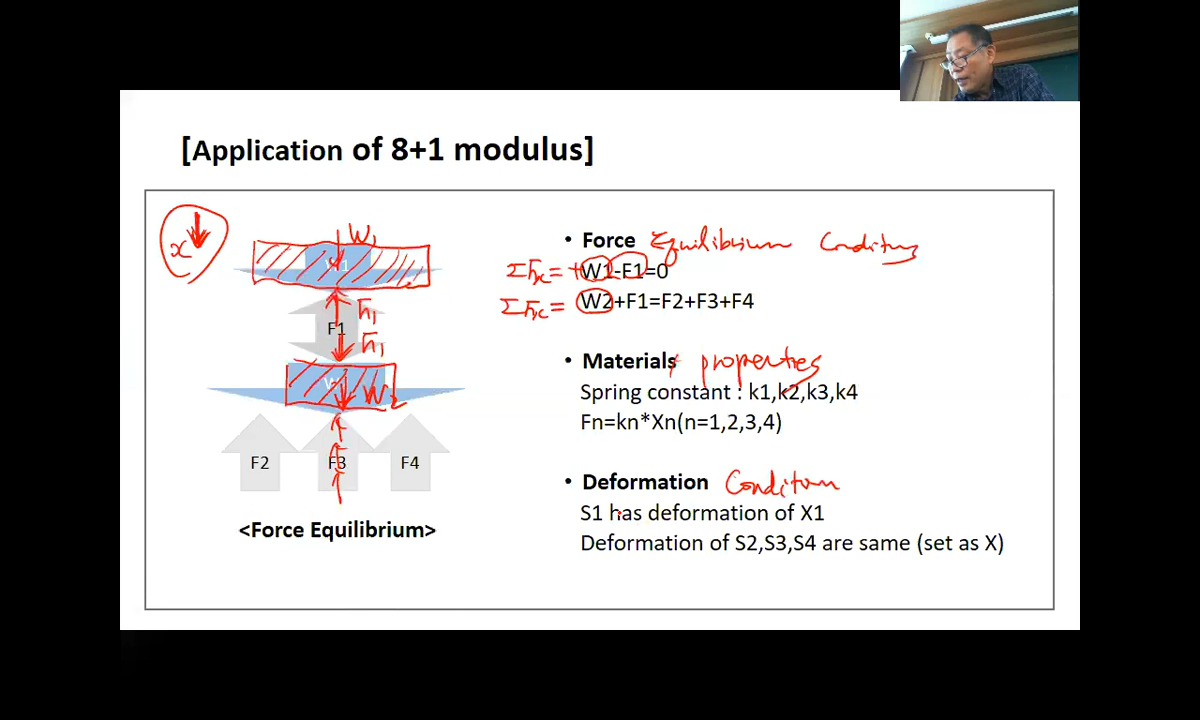 [Application of 8+1 modulus]
x
W1
F1
F1
F1
W2
F2
F3
F4
<Force Equilibrium>
• Force Equilibrium Conditions
ΣFx= +W1-F1=0
ΣFx= W2+F1=F2+F3+F4
• Materials properties
Spring constant : k1,k2,k3,k4
Fn=kn*Xn(n=1,2,3,4)
• Deformation Condition
S1 has deformation of X1
Deformation of S2,S3,S4 are same (set as X)